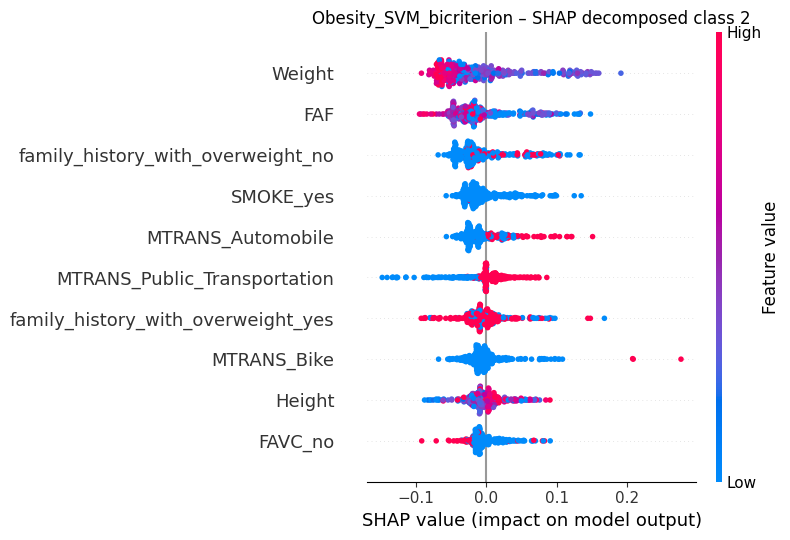 Obesity_SVM_bicriterion – SHAP decomposed class 2
High
Weight
FAF
family_history_with_overweight_no
SMOKE_yes
MTRANS_Automobile
MTRANS_Public_Transportation
family_history_with_overweight_yes
MTRANS_Bike
Height
FAVC_no
Feature value
Low
−0.1 0.0 0.1 0.2
SHAP value (impact on model output)